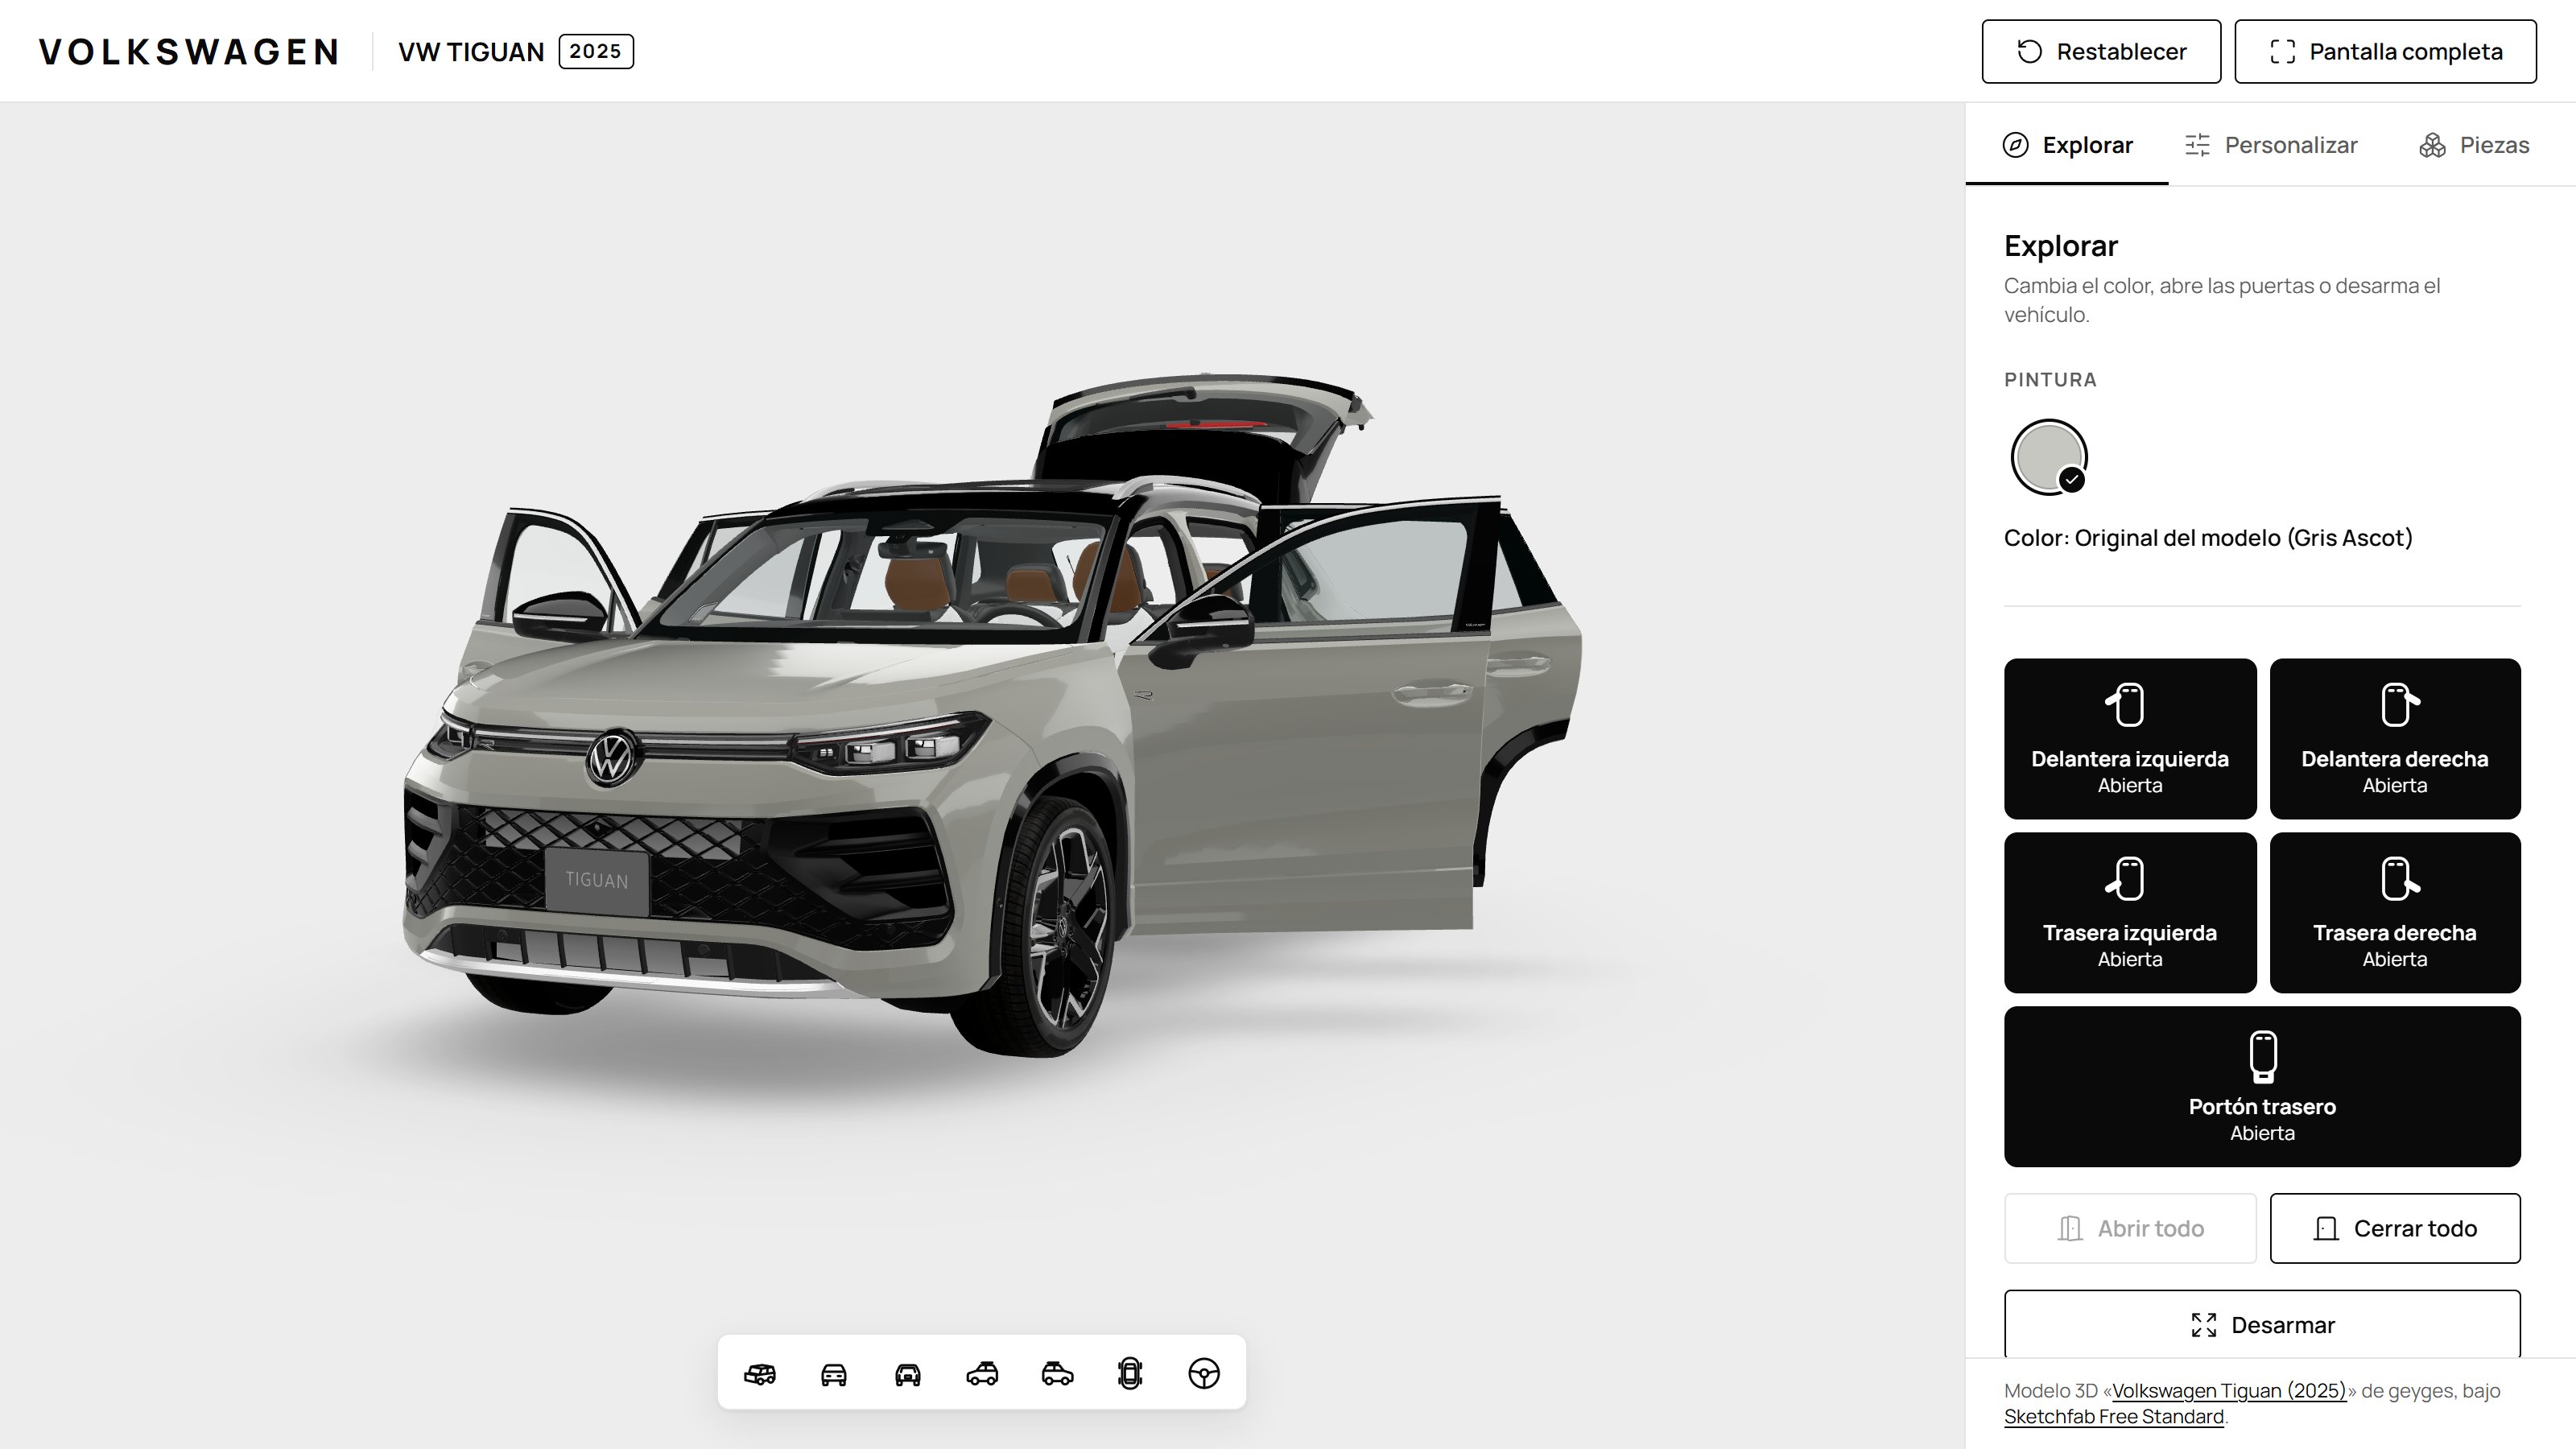 VOLKSWAGEN
VW TIGUAN
2025
Restablecer
Pantalla completa
Explorar
Personalizar
Piezas
Explorar
Cambia el color, abre las puertas o desarma el
vehículo.
PINTURA
Color: Original del modelo (Gris Ascot)
TIGUAN
Delantera izquierda
Abierta
Delantera derecha
Abierta
Trasera izquierda
Abierta
Trasera derecha
Abierta
Portón trasero
Abierta
Abrir todo
Cerrar todo
Desarmar
Modelo 3D «Volkswagen Tiguan (2025)» de geyges, bajo
Sketchfab Free Standard.